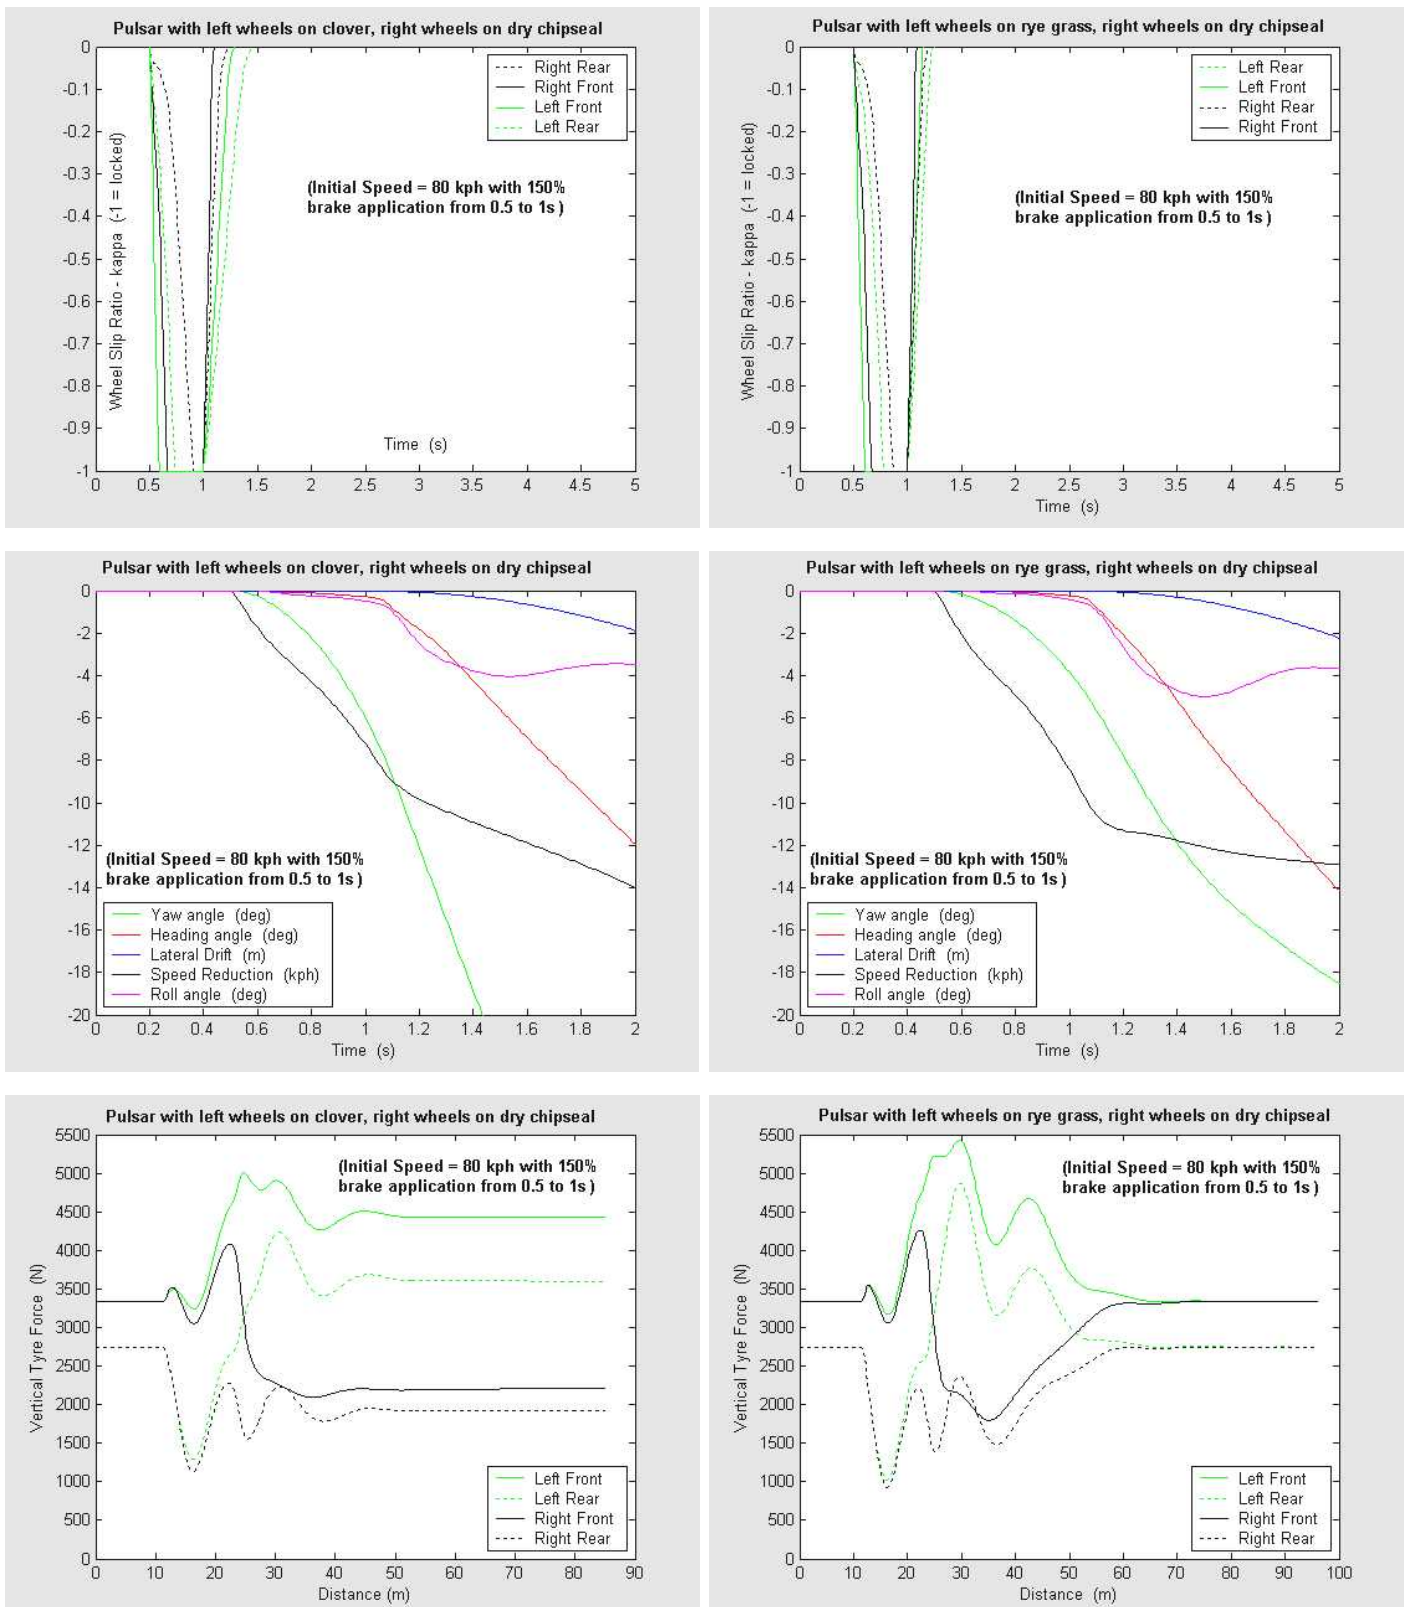 Pulsar with left wheels on clover, right wheels on dry chipseal
0
-0.1
-0.2
-0.3
-0.4
-0.5
-0.6
-0.7
-0.8
-0.9
-1
Wheel Slip Ratio - kappa (-1 = locked)
Right Rear
Right Front
Left Front
Left Rear
(Initial Speed = 80 kph with 150%
brake application from 0.5 to 1s )
Time (s)
0 0.5 1 1.5 2 2.5 3 3.5 4 4.5 5
Pulsar with left wheels on rye grass, right wheels on dry chipseal
0
-0.1
-0.2
-0.3
-0.4
-0.5
-0.6
-0.7
-0.8
-0.9
-1
Wheel Slip Ratio - kappa (-1 = locked)
Left Rear
Left Front
Right Rear
Right Front
(Initial Speed = 80 kph with 150%
brake application from 0.5 to 1s )
0 0.5 1 1.5 2 2.5 3 3.5 4 4.5 5
Time (s)
Pulsar with left wheels on clover, right wheels on dry chipseal
0
-2
-4
-6
-8
-10
-12
-14
-16
-18
-20
(Initial Speed = 80 kph with 150%
brake application from 0.5 to 1s )
Yaw angle (deg)
Heading angle (deg)
Lateral Drift (m)
Speed Reduction (kph)
Roll angle (deg)
0 0.2 0.4 0.6 0.8 1 1.2 1.4 1.6 1.8 2
Time (s)
Pulsar with left wheels on rye grass, right wheels on dry chipseal
0
-2
-4
-6
-8
-10
-12
-14
-16
-18
-20
(Initial Speed = 80 kph with 150%
brake application from 0.5 to 1s )
Yaw angle (deg)
Heading angle (deg)
Lateral Drift (m)
Speed Reduction (kph)
Roll angle (deg)
0 0.2 0.4 0.6 0.8 1 1.2 1.4 1.6 1.8 2
Time (s)
Pulsar with left wheels on clover, right wheels on dry chipseal
5500
5000
4500
4000
3500
3000
2500
2000
1500
1000
500
0
Vertical Tyre Force (N)
(Initial Speed = 80 kph with 150%
brake application from 0.5 to 1s )
Left Front
Left Rear
Right Front
Right Rear
0 10 20 30 40 50 60 70 80 90
Distance (m)
Pulsar with left wheels on rye grass, right wheels on dry chipseal
5500
5000
4500
4000
3500
3000
2500
2000
1500
1000
500
0
Vertical Tyre Force (N)
(Initial Speed = 80 kph with 150%
brake application from 0.5 to 1s )
Left Front
Left Rear
Right Front
Right Rear
0 10 20 30 40 50 60 70 80 90 100
Distance (m)